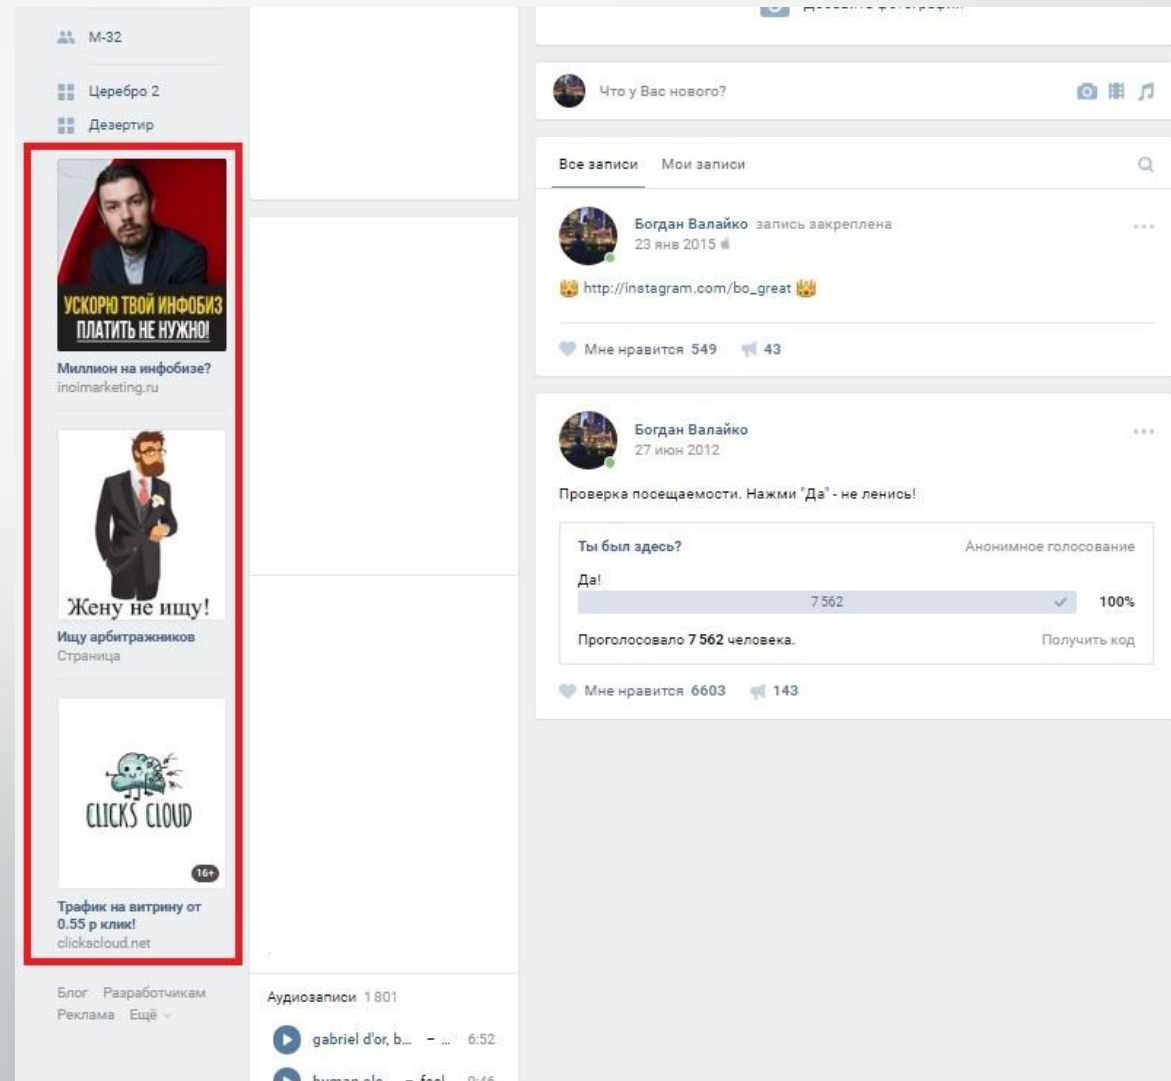 М-32
Церебро 2
Дезертир
УСКОРЮ ТВОЙ ИНФОБИЗ
ПЛАТИТЬ НЕ НУЖНО!
Миллион на инфобизе?
inoimarketing.ru
Жену не ищу!
Ищу арбитражников
Страница
CLICKS CLOUD
16+
Трафик на витрину от
0.55 р клик!
clickscloud.net
Блог Разработчикам
Реклама Ещё
Аудиозаписи 1 801
gabriel d'or, b... – ... 6:52
Что у Вас нового?
Все записи Мои записи
Богдан Валайко запись закреплена
23 янв 2015
http://instagram.com/bo_great
Мне нравится 549 43
Богдан Валайко
27 июн 2012
Проверка посещаемости. Нажми "Да" - не ленись!
Ты был здесь? Анонимное голосование
Да!
7 562 100%
Проголосовало 7 562 человека. Получить код
Мне нравится 6603 143